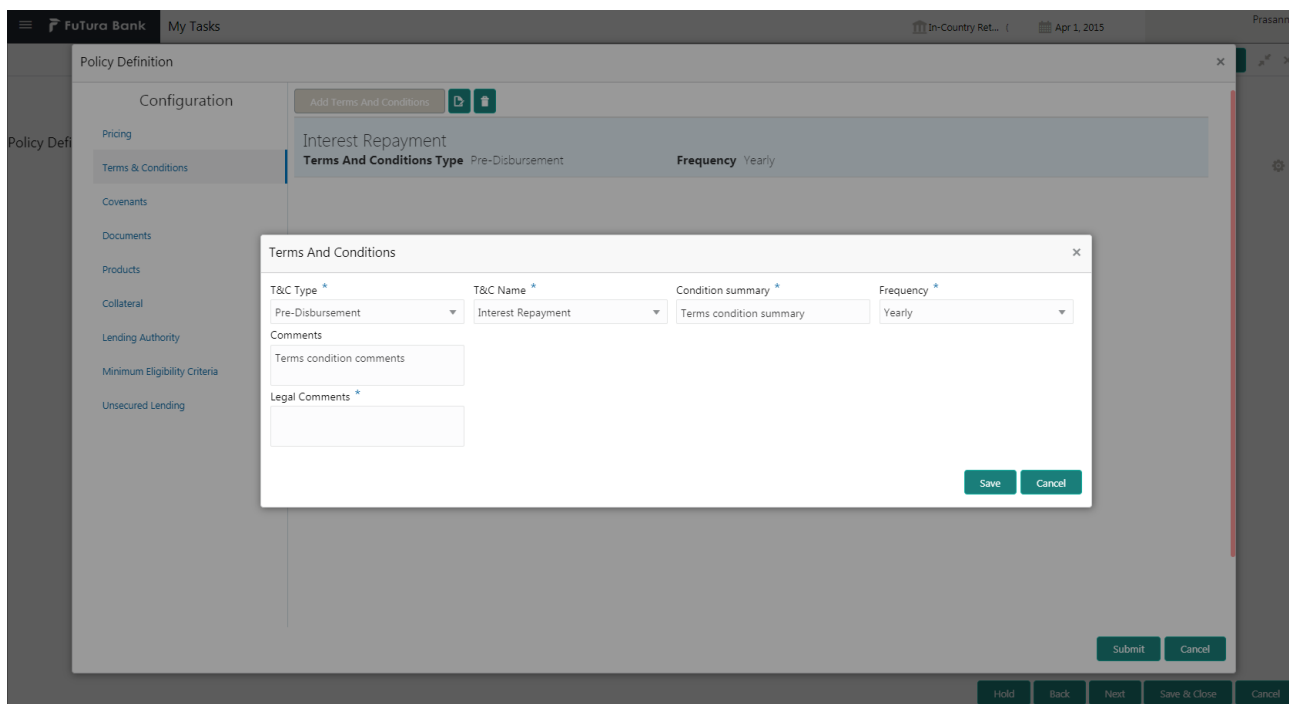 FuTura Bank My Tasks In-Country Ret... ( Apr 1, 2015 Prasann
Policy Definition
Configuration Add Terms And Conditions
Policy Defi
Pricing Interest Repayment
Terms And Conditions Type Pre-Disbursement Frequency Yearly
Terms & Conditions
Covenants
Documents
Products
Collateral
Lending Authority
Minimum Eligibility Criteria
Unsecured Lending
Terms And Conditions
T&C Type * T&C Name * Condition summary * Frequency *
Pre-Disbursement Interest Repayment Terms condition summary Yearly
Comments
Terms condition comments
Legal Comments *
Save Cancel
Submit Cancel
Hold Back Next Save & Close Cancel